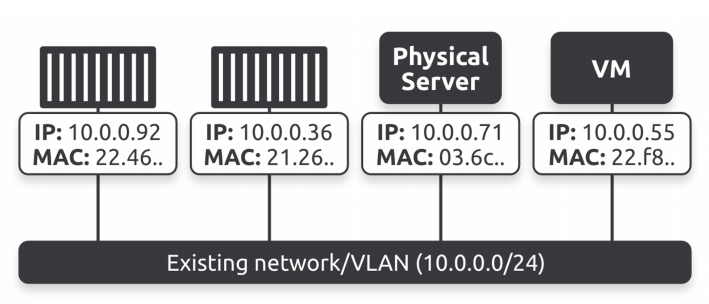 Physical
Server
VM
IP: 10.0.0.92
MAC: 22.46..
IP: 10.0.0.36
MAC: 21.26..
IP: 10.0.0.71
MAC: 03.6c..
IP: 10.0.0.55
MAC: 22.f8..
Existing network/VLAN (10.0.0.0/24)